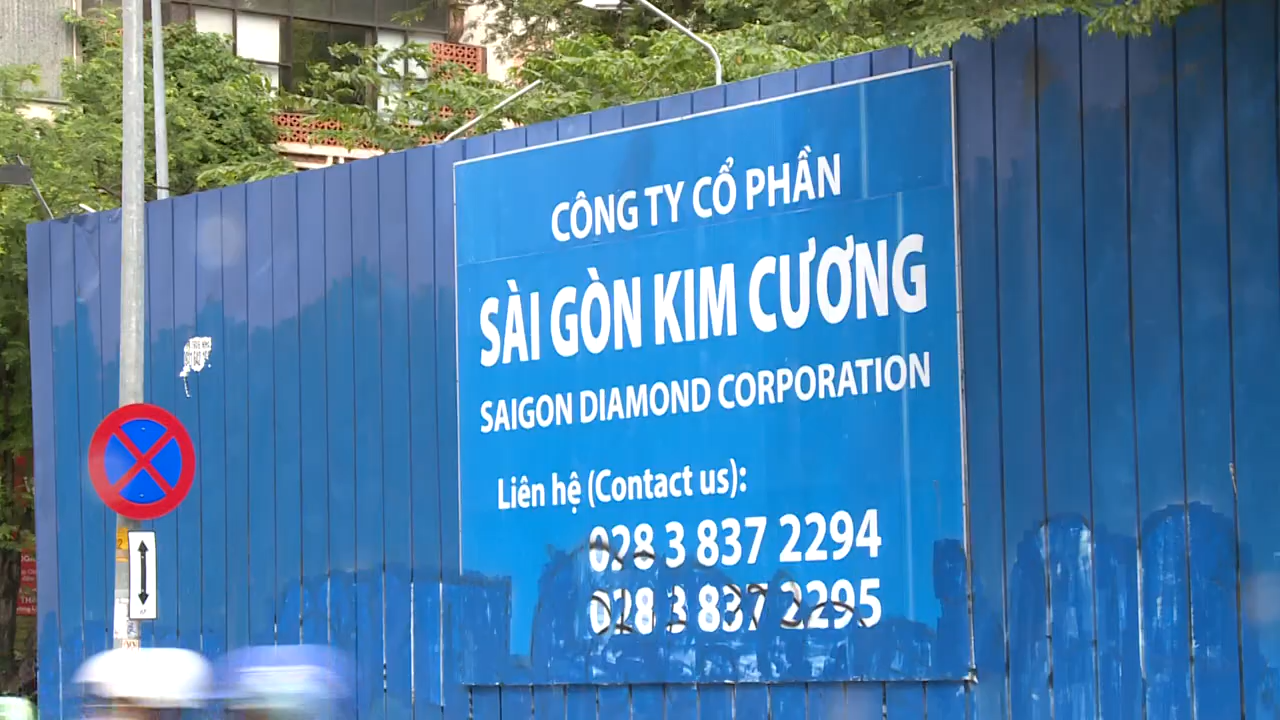 CÔNG TY CỔ PHẦN
SÀI GÒN KIM CƯƠNG
SAIGON DIAMOND CORPORATION
Liên hệ (Contact us):
028 3 837 2294
028 3 837 2295